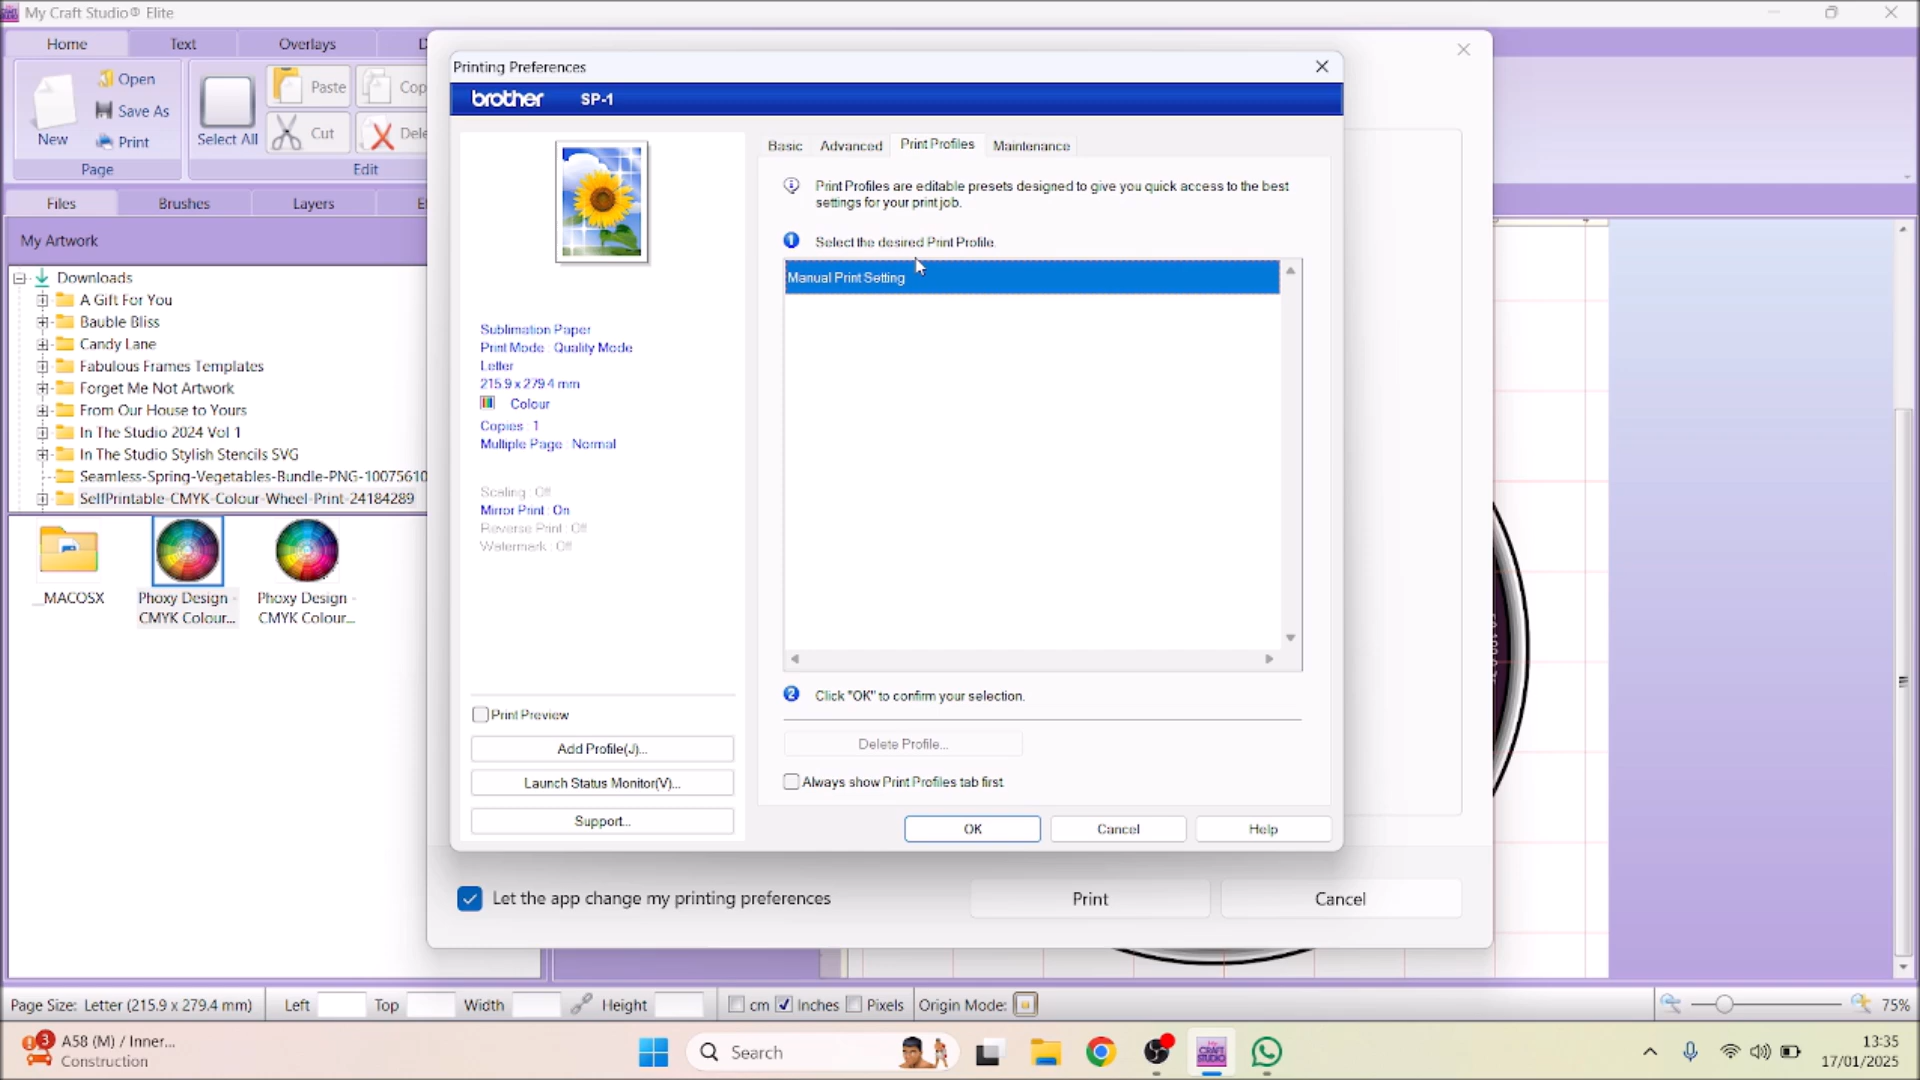 My Craft Studio® Elite
Home
Text
Overlays
New
Open
Save As
Print
Page
Select All
Paste
Cut
Edit
Files
Brushes
Layers
My Artwork
Downloads
A Gift For You
Bauble Bliss
Candy Lane
Fabulous Frames Templates
Forget Me Not Artwork
From Our House to Yours
In The Studio 2024 Vol 1
In The Studio Stylish Stencils SVG
Seamless-Spring-Vegetables-Bundle-PNG-10075610
SelfPrintable-CMYK-Colour-Wheel-Print-24184289
__MACOSX
Phoxy Design -
CMYK Colour...
Phoxy Design -
CMYK Colour...
Printing Preferences
brother SP-1
Sublimation Paper
Print Mode : Quality Mode
Letter
215.9 x 279.4 mm
Colour
Copies : 1
Multiple Page : Normal
Scaling : Off
Mirror Print : On
Reverse Print : Off
Watermark : Off
Print Preview
Add Profile(J)...
Launch Status Monitor(V)...
Support...
Basic
Advanced
Print Profiles
Maintenance
Print Profiles are editable presets designed to give you quick access to the best
settings for your print job.
1 Select the desired Print Profile.
Manual Print Setting
2 Click "OK" to confirm your selection.
Delete Profile...
Always show Print Profiles tab first.
OK
Cancel
Help
Let the app change my printing preferences
Print
Cancel
Page Size: Letter (215.9 x 279.4 mm)
Left
Top
Width
Height
cm
Inches
Pixels
Origin Mode:
75%
3
A58 (M) / Inner...
Construction
Search
MY CRAFT STUDIO
13:35
17/01/2025